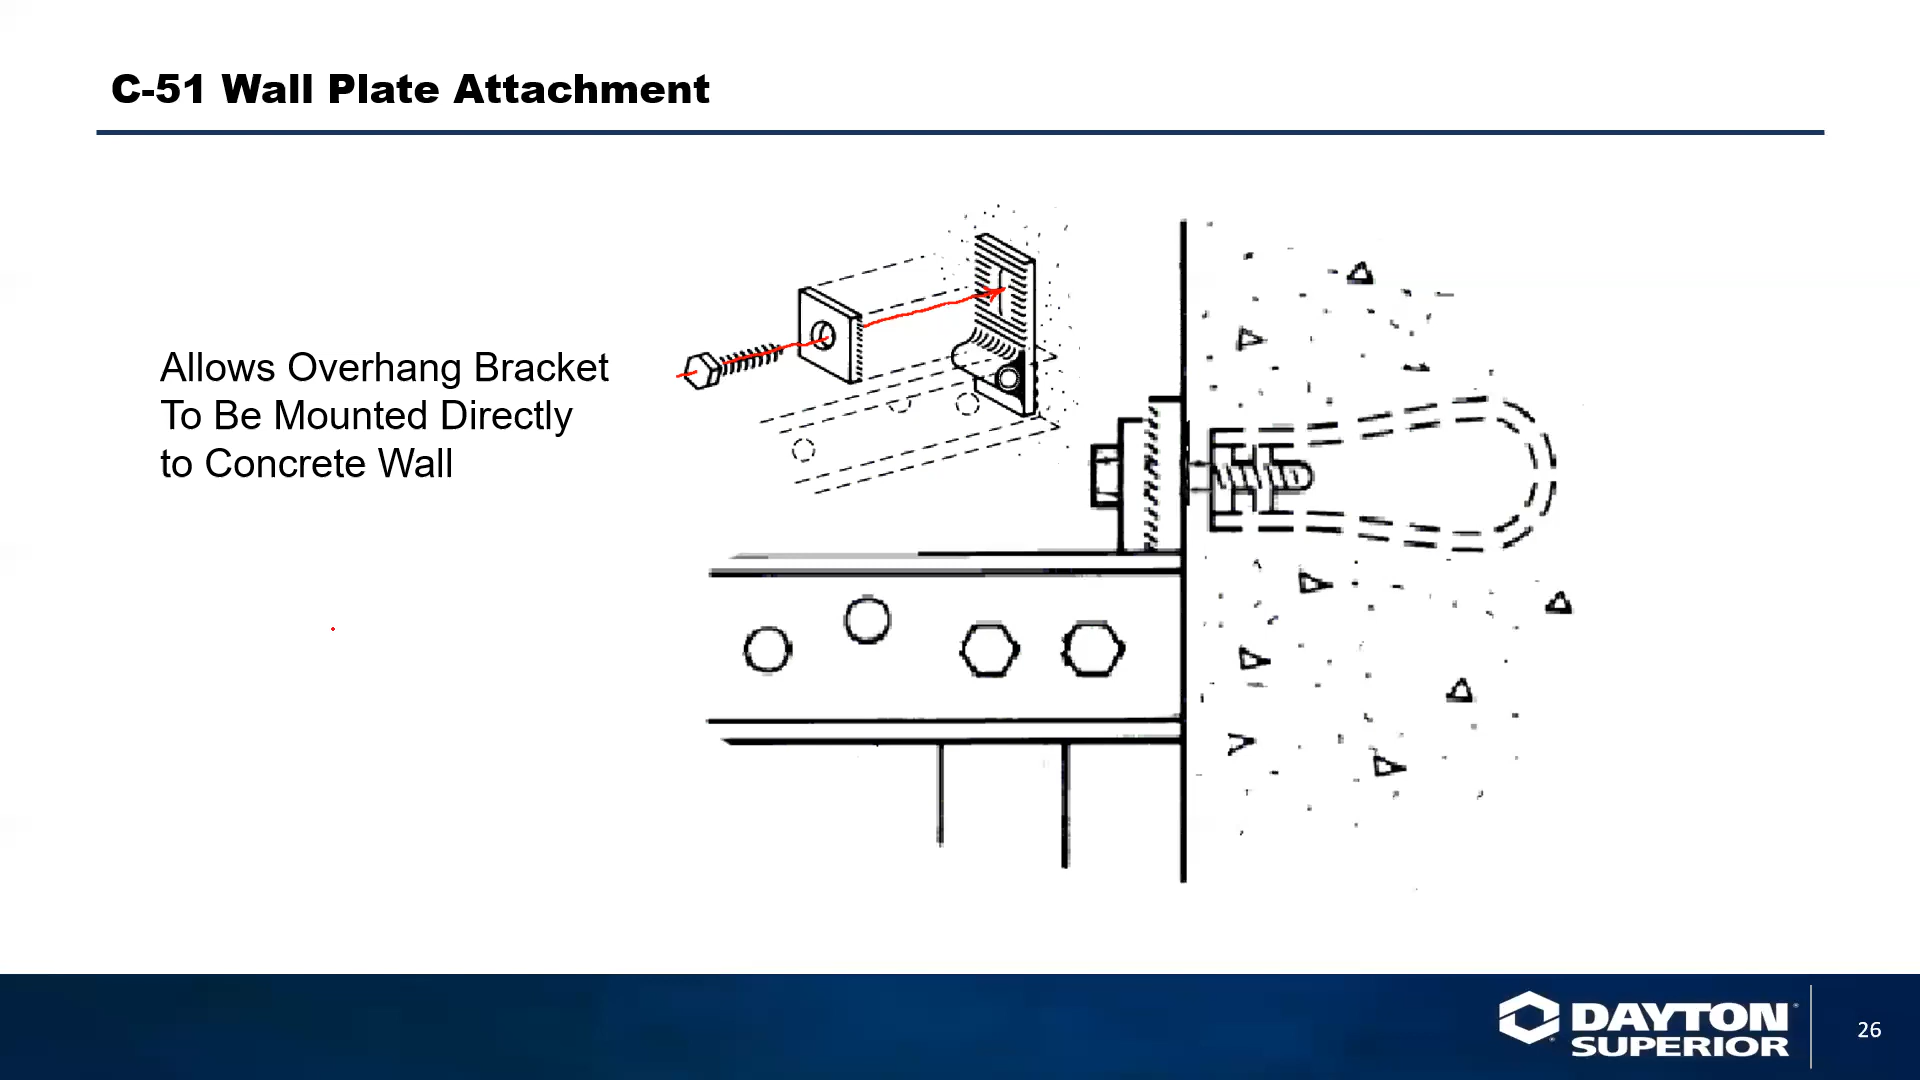 C-51 Wall Plate Attachment
Allows Overhang Bracket
To Be Mounted Directly
to Concrete Wall
DAYTON
SUPERIOR
26